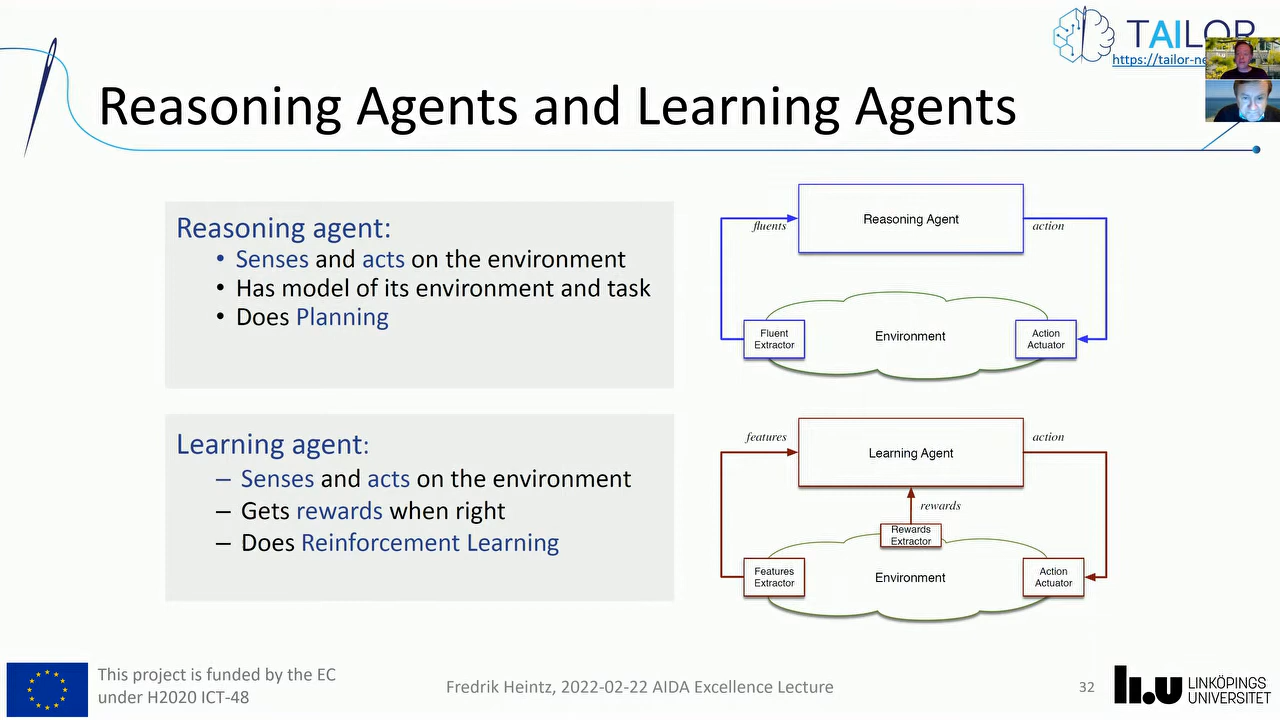 TAILOR
https://tailor-ne
Reasoning Agents and Learning Agents
Reasoning agent:
• Senses and acts on the environment
• Has model of its environment and task
• Does Planning
fluents
Reasoning Agent
action
Fluent
Extractor
Environment
Action
Actuator
Learning agent:
– Senses and acts on the environment
– Gets rewards when right
– Does Reinforcement Learning
features
Learning Agent
action
rewards
Rewards
Extractor
Features
Extractor
Environment
Action
Actuator
This project is funded by the EC
under H2020 ICT-48
Fredrik Heintz, 2022-02-22 AIDA Excellence Lecture
32
li.u LINKÖPINGS
UNIVERSITET